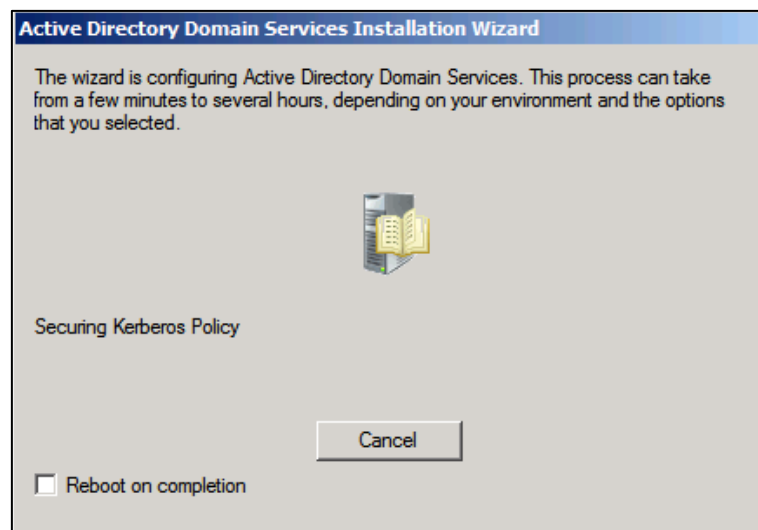 Active Directory Domain Services Installation Wizard
The wizard is configuring Active Directory Domain Services. This process can take
from a few minutes to several hours, depending on your environment and the options
that you selected.
Securing Kerberos Policy
Cancel
Reboot on completion